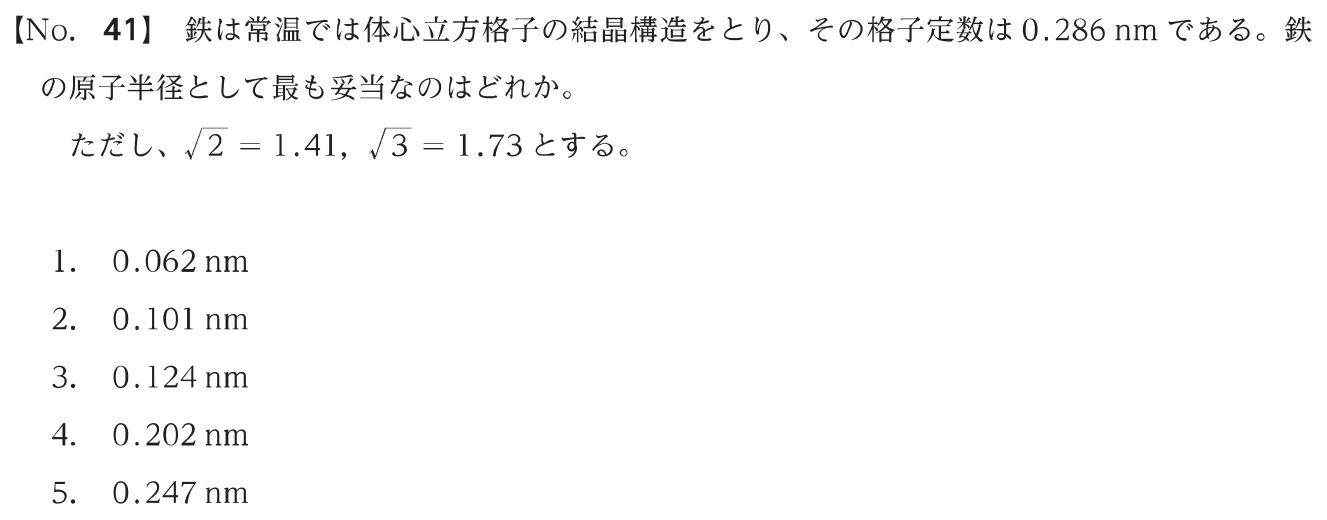 【No. 41】 鉄は常温では体心立方格子の結晶構造をとり、その格子定数は 0.286 nm である。鉄
の原子半径として最も妥当なのはどれか。
ただし、√2 = 1.41, √3 = 1.73 とする。
1. 0.062 nm
2. 0.101 nm
3. 0.124 nm
4. 0.202 nm
5. 0.247 nm